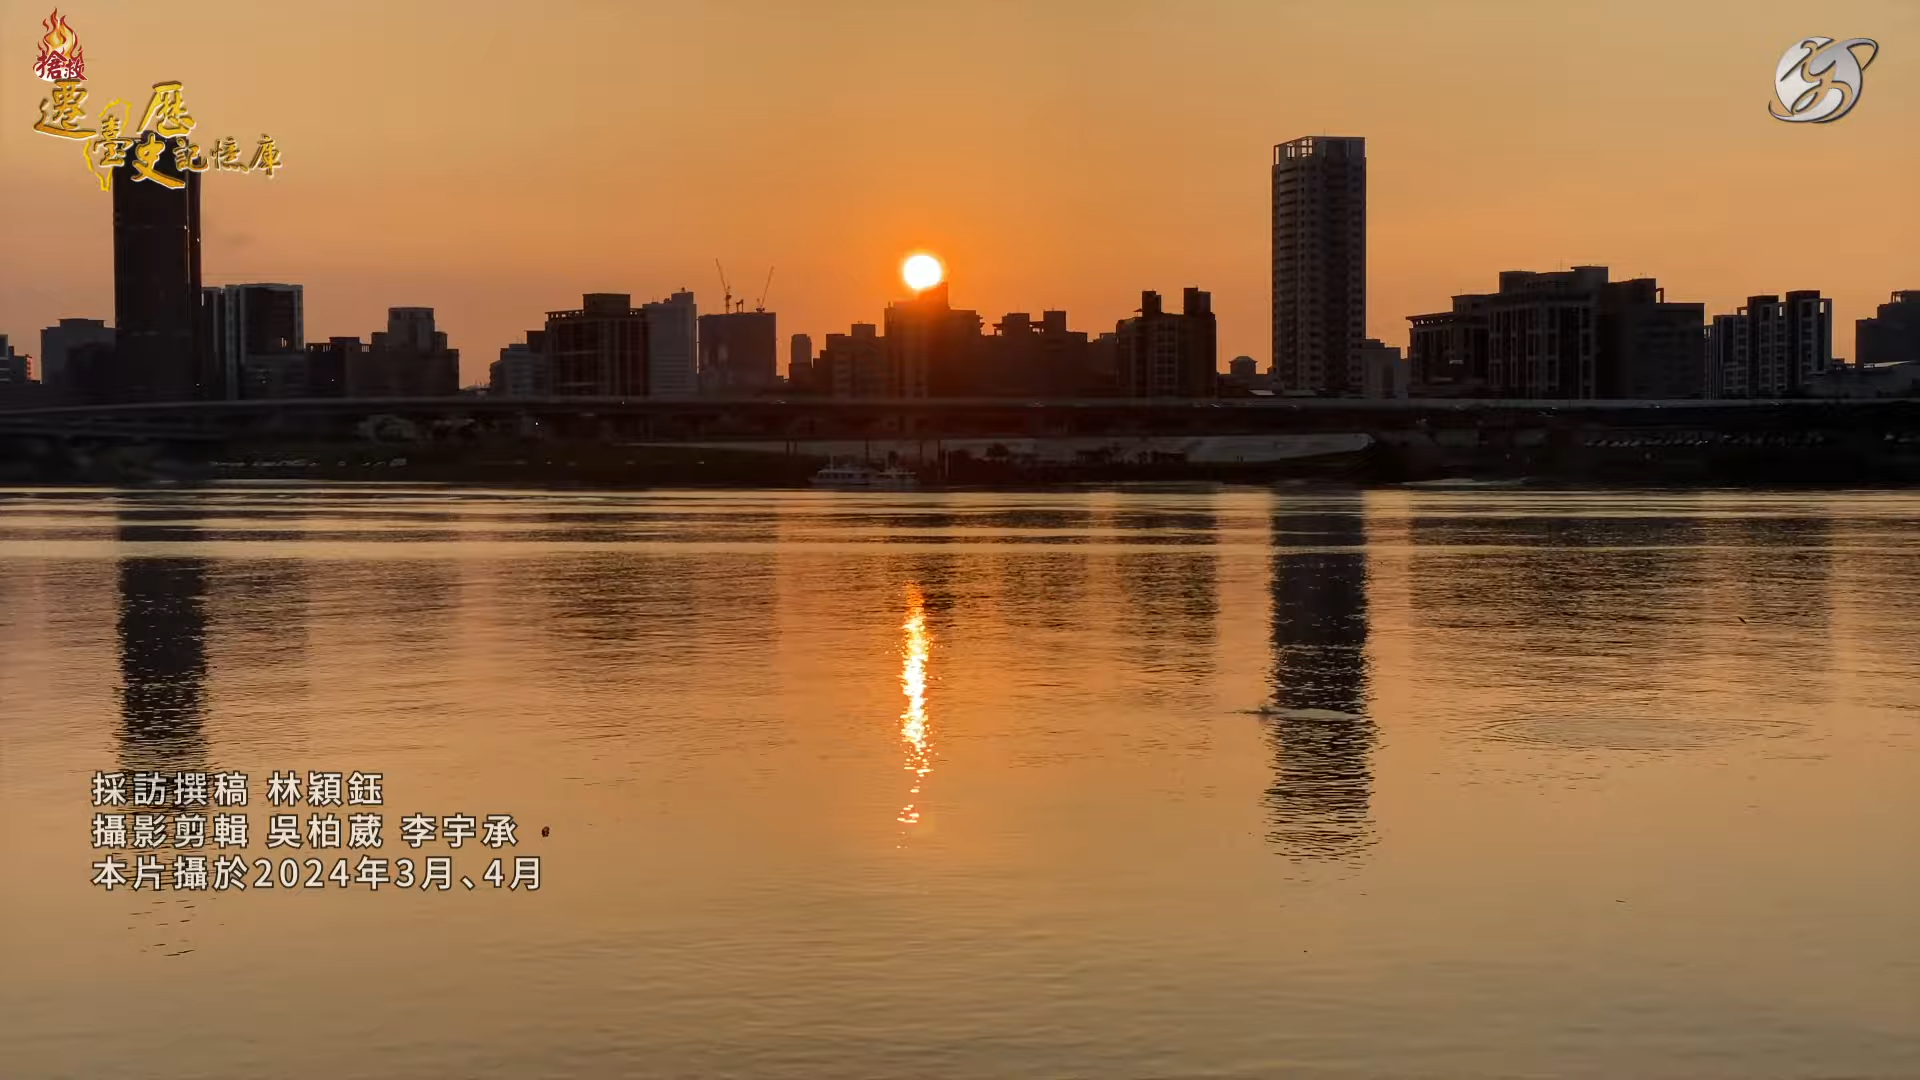 搶救
遷臺歷史記憶庫
採訪撰稿 林穎鈺
攝影剪輯 吳柏葳 李宇承
本片攝於2024年3月、4月